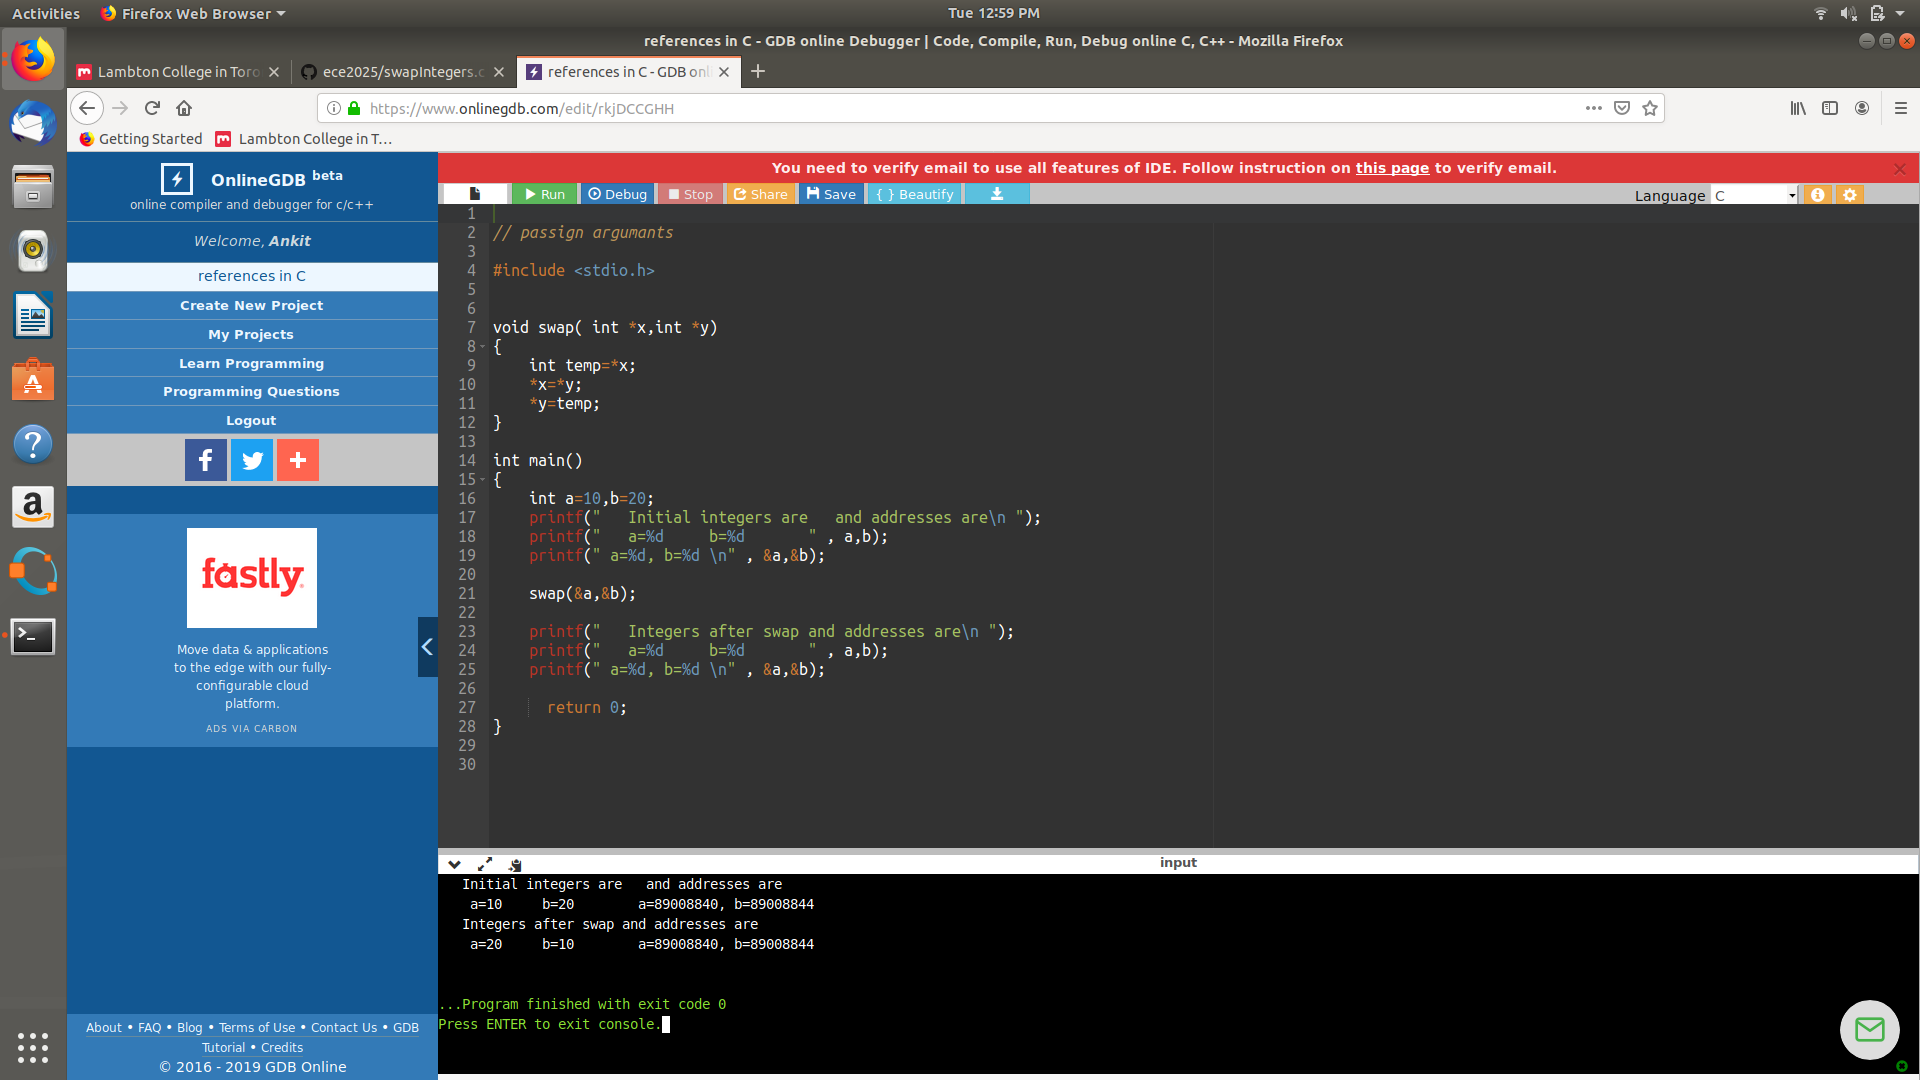 Activities
Firefox Web Browser
Tue 12:59 PM
references in C - GDB online Debugger | Code, Compile, Run, Debug online C, C++ - Mozilla Firefox
Lambton College in Toro
ece2025/swapIntegers.c
references in C - GDB onl
https://www.onlinegdb.com/edit/rkjDCCGHH
Getting Started
Lambton College in T…
You need to verify email to use all features of IDE. Follow instruction on this page to verify email.
OnlineGDB beta
online compiler and debugger for c/c++
Welcome, Ankit
references in C
Create New Project
My Projects
Learn Programming
Programming Questions
Logout
fastly
Move data & applications
to the edge with our fully-
configurable cloud
platform.
ADS VIA CARBON
About • FAQ • Blog • Terms of Use • Contact Us • GDB
Tutorial • Credits
© 2016 - 2019 GDB Online
Run Debug Stop Share Save { } Beautify
Language C
1
2 // passign argumants
3
4 #include <stdio.h>
5
6
7 void swap( int *x,int *y)
8 {
9     int temp=*x;
10     *x=*y;
11     *y=temp;
12 }
13
14 int main()
15 {
16     int a=10,b=20;
17     printf("   Initial integers are   and addresses are\n ");
18     printf("   a=%d     b=%d       " , a,b);
19     printf(" a=%d, b=%d \n" , &a,&b);
20
21     swap(&a,&b);
22
23     printf("   Integers after swap and addresses are\n ");
24     printf("   a=%d     b=%d       " , a,b);
25     printf(" a=%d, b=%d \n" , &a,&b);
26
27       return 0;
28 }
29
30
input
Initial integers are   and addresses are
a=10     b=20        a=89008840, b=89008844
Integers after swap and addresses are
a=20     b=10        a=89008840, b=89008844
...Program finished with exit code 0
Press ENTER to exit console.